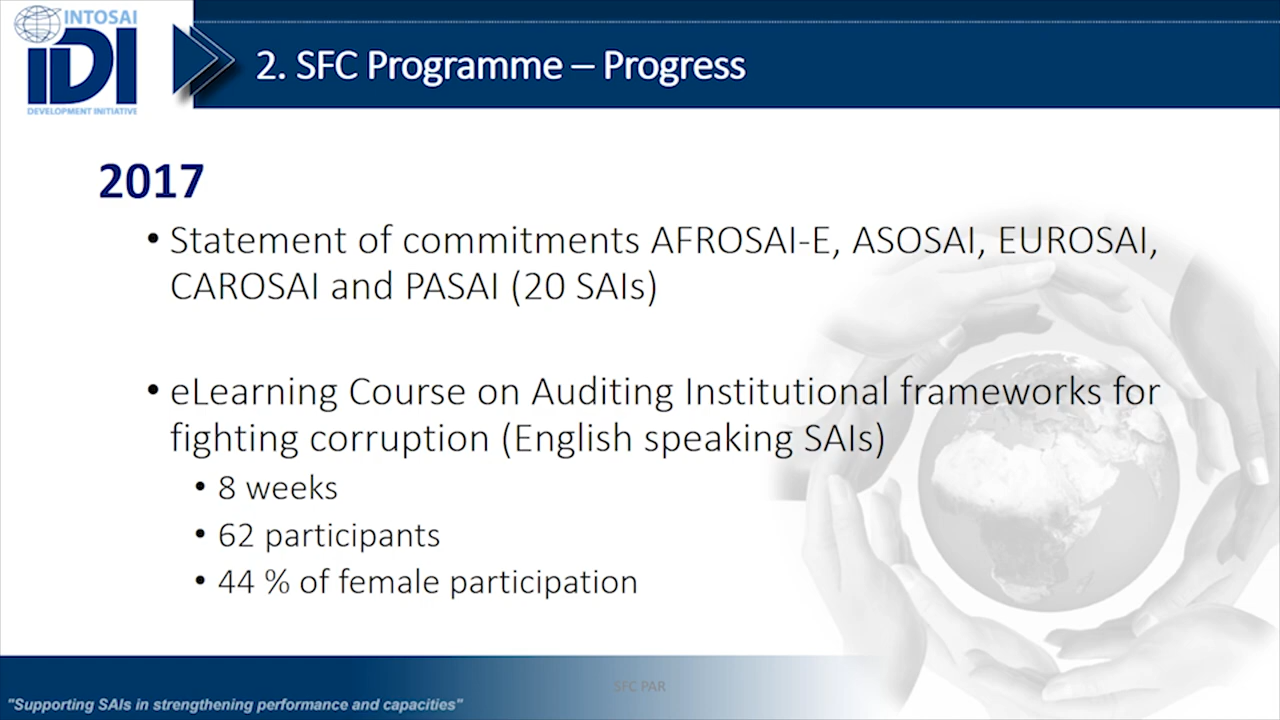 INTOSAI
IDI
DEVELOPMENT INITIATIVE
2. SFC Programme – Progress
2017
• Statement of commitments AFROSAI-E, ASOSAI, EUROSAI,
CAROSAI and PASAI (20 SAIs)
• eLearning Course on Auditing Institutional frameworks for
fighting corruption (English speaking SAIs)
• 8 weeks
• 62 participants
• 44 % of female participation
SFC PAR
"Supporting SAIs in strengthening performance and capacities"